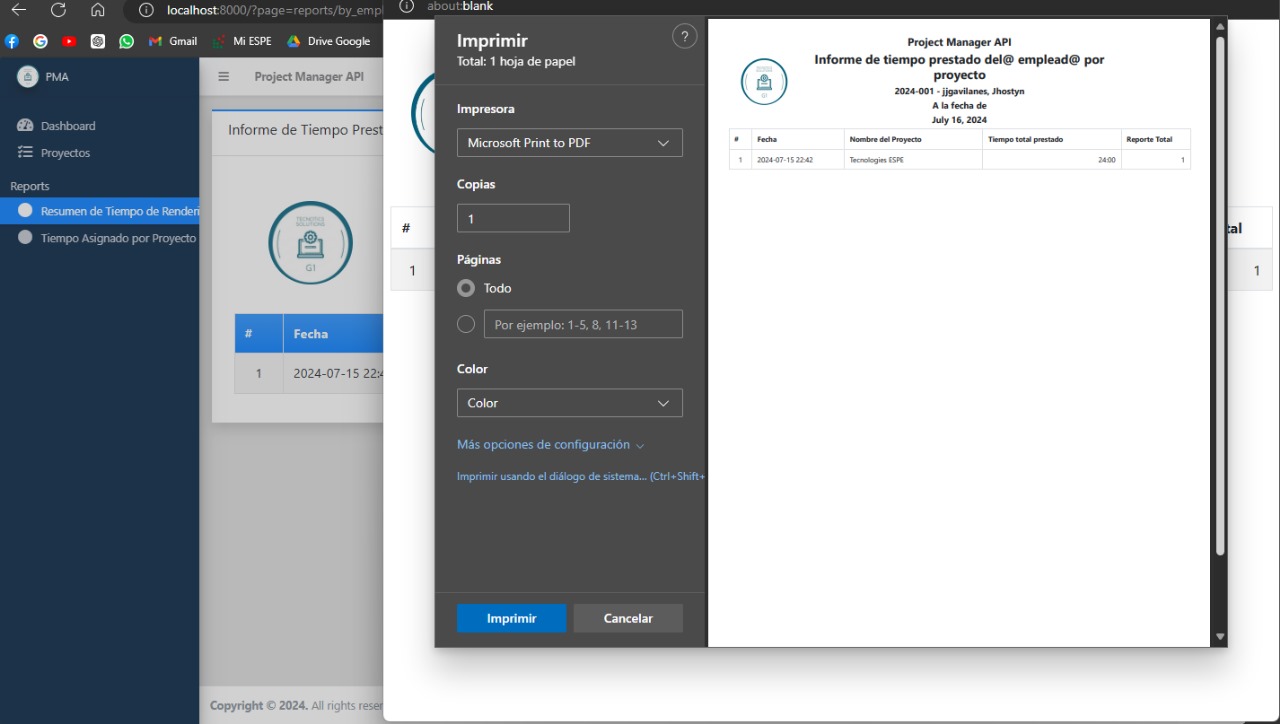 localhost:8000/?page=reports/by_empl
about:blank
Gmail
Mi ESPE
Drive Google
PMA
Project Manager API
Dashboard
Proyectos
Reports
Resumen de Tiempo de Renderi
Tiempo Asignado por Proyecto
Informe de Tiempo Prest
TECNOTICS
SOLUTIONS
G1
# Fecha
1 2024-07-15 22:4
Copyright © 2024. All rights reser
# tal
1 1
Imprimir
?
Total: 1 hoja de papel
Impresora
Microsoft Print to PDF
Copias
1
Páginas
Todo
Por ejemplo: 1-5, 8, 11-13
Color
Color
Más opciones de configuración
Imprimir usando el diálogo de sistema... (Ctrl+Shift+
Imprimir Cancelar
Project Manager API
Informe de tiempo prestado del@ emplead@ por
proyecto
2024-001 - jjgavilanes, Jhostyn
A la fecha de
July 16, 2024
G1
# Fecha Nombre del Proyecto Tiempo total prestado Reporte Total
1 2024-07-15 22:42 Tecnologies ESPE 24:00 1